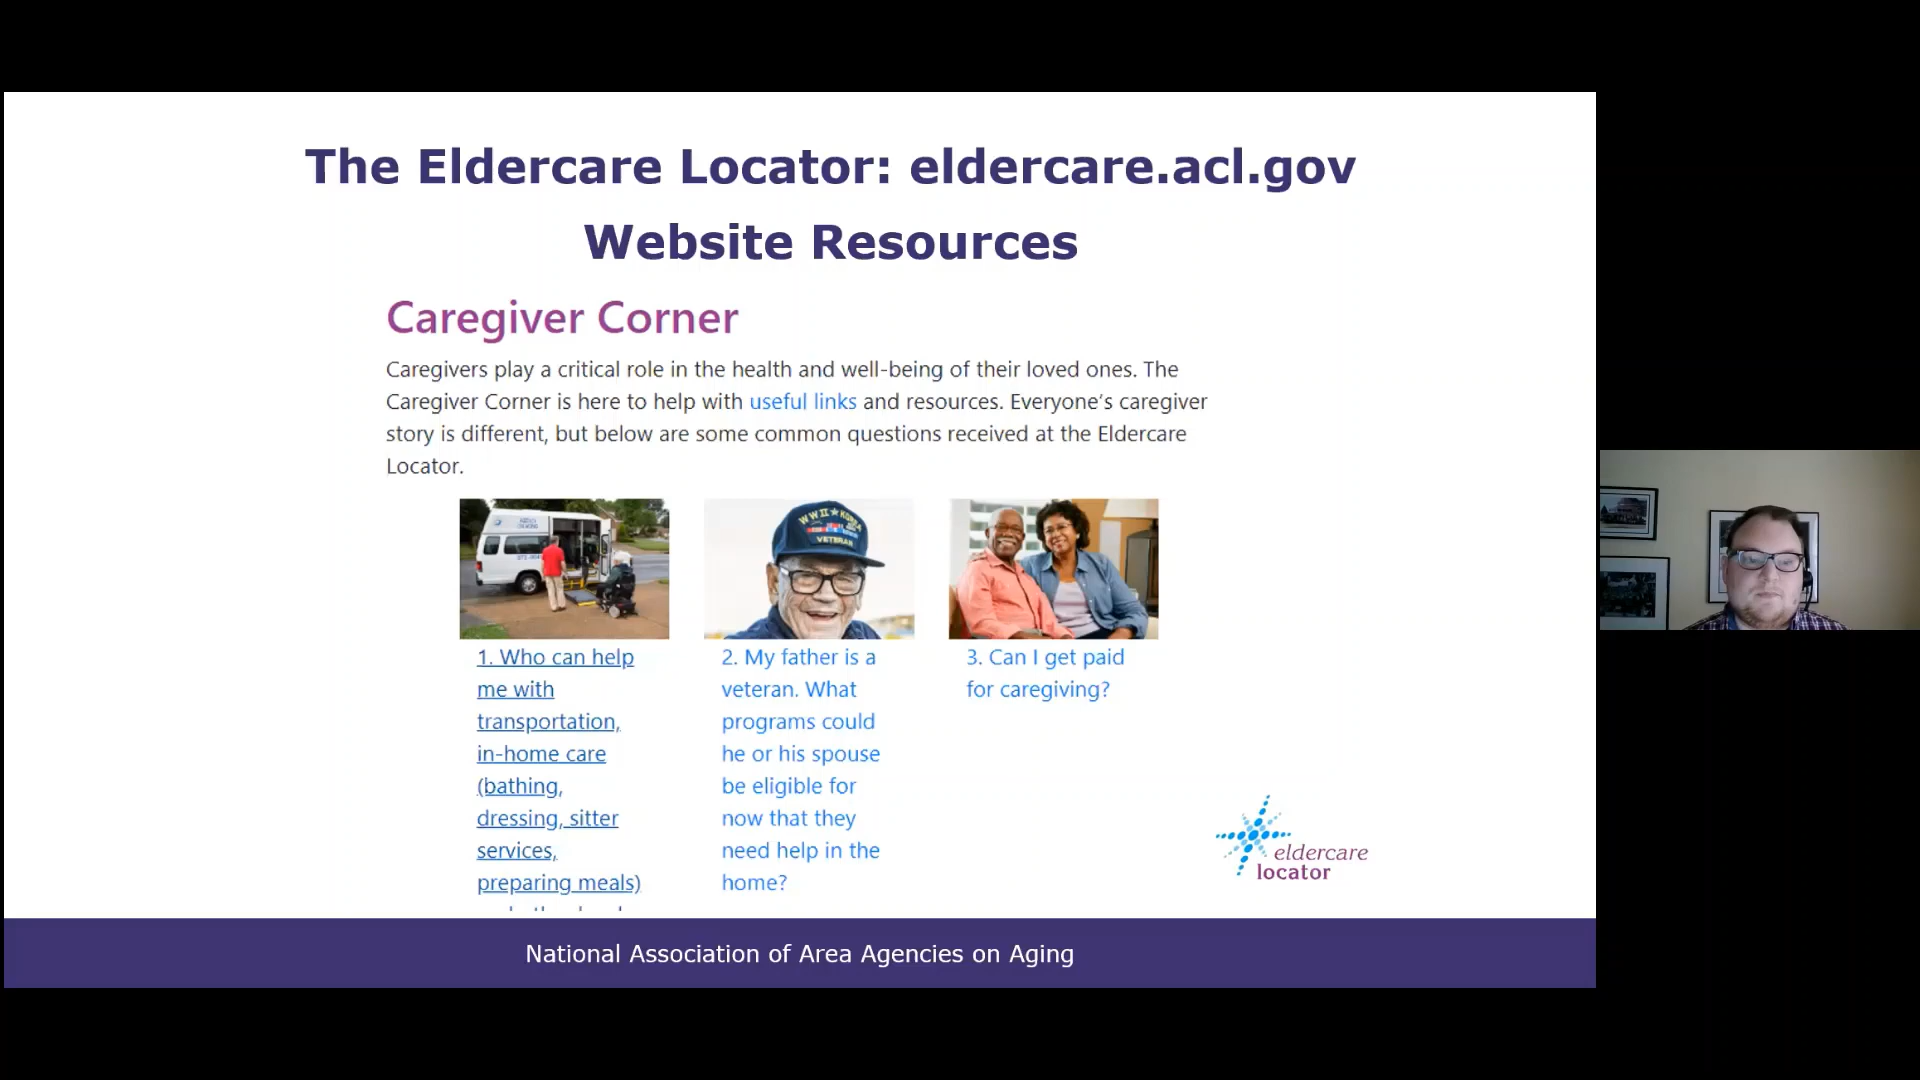 The Eldercare Locator: eldercare.acl.gov
Website Resources
Caregiver Corner
Caregivers play a critical role in the health and well-being of their loved ones. The
Caregiver Corner is here to help with useful links and resources. Everyone's caregiver
story is different, but below are some common questions received at the Eldercare
Locator.
WWII ★ KOREA
VETERAN
1. Who can help
me with
transportation,
in-home care
(bathing,
dressing, sitter
services,
preparing meals)
2. My father is a
veteran. What
programs could
he or his spouse
be eligible for
now that they
need help in the
home?
3. Can I get paid
for caregiving?
eldercare
locator
National Association of Area Agencies on Aging